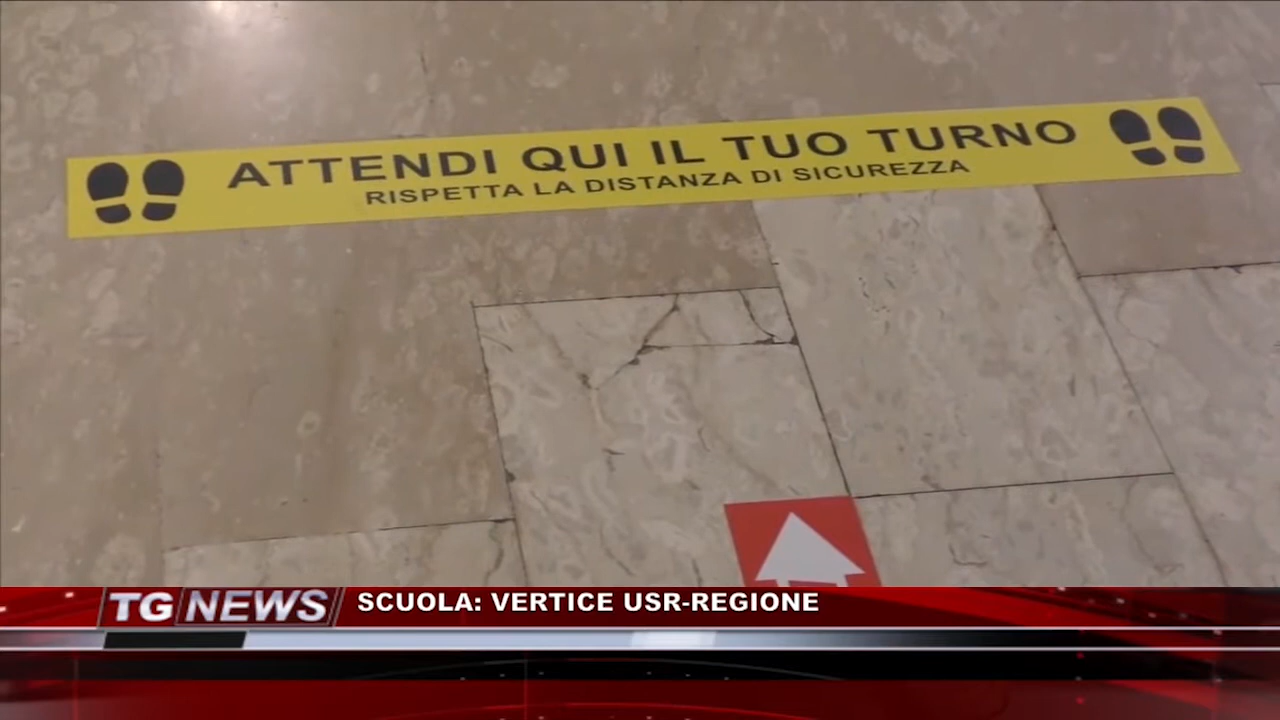 ATTENDI QUI IL TUO TURNO
RISPETTA LA DISTANZA DI SICUREZZA
TG NEWS
SCUOLA: VERTICE USR-REGIONE